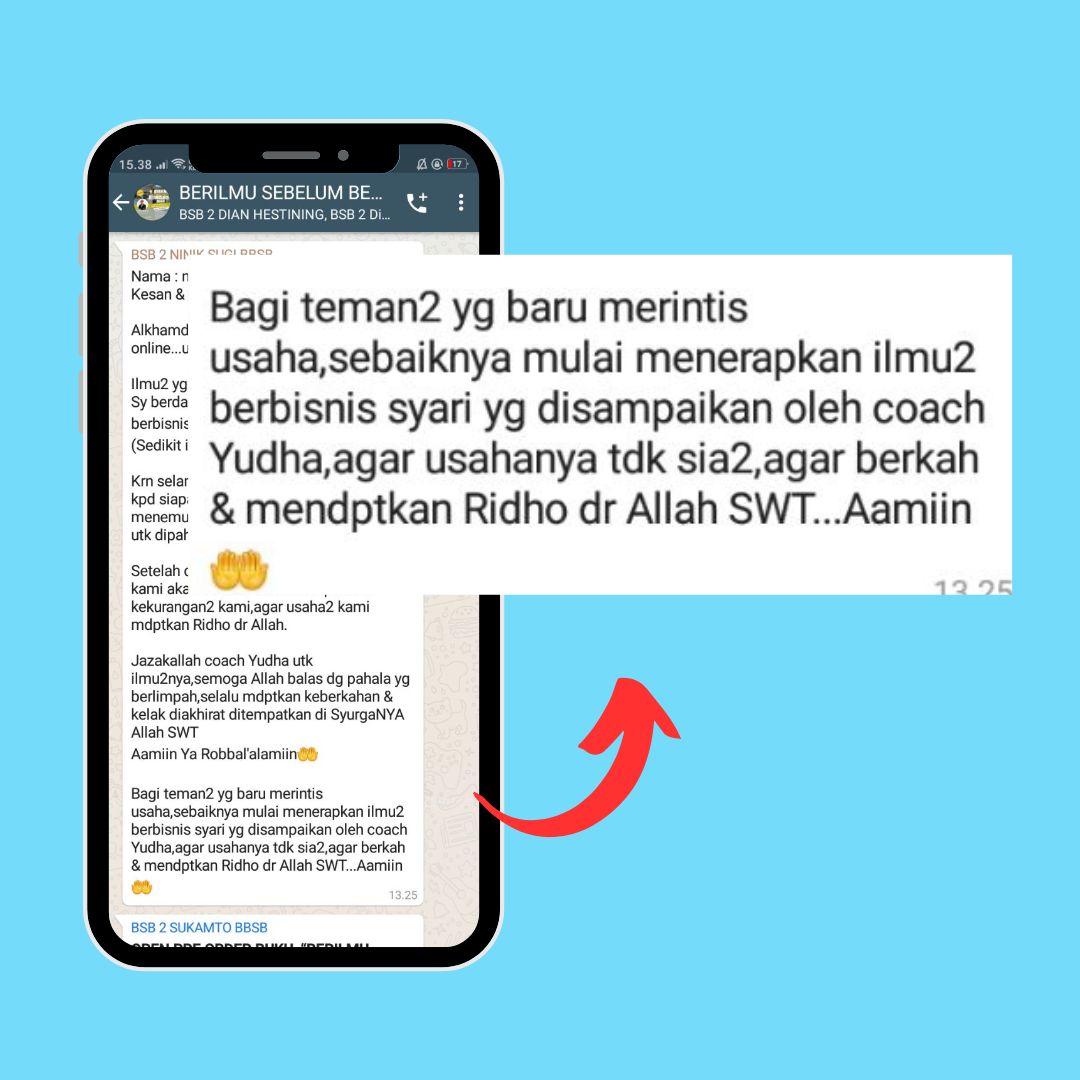 15.38
17
BERILMU SEBELUM BE...
BSB 2 DIAN HESTINING, BSB 2 Di...
BSB 2 NINIK SUGI BBSB
Nama :
Kesan &
Alkhamd
online...u
Ilmu2 yg
Sy berda
berbisnis
(Sedikit i
Krn selar
kpd siap
menemu
utk dipah
Setelah
kami aka
kekurangan2 kami,agar usaha2 kami
mdptkan Ridho dr Allah.
Jazakallah coach Yudha utk
ilmu2nya,semoga Allah balas dg pahala yg
berlimpah,selalu mdptkan keberkahan &
kelak diakhirat ditempatkan di SyurgaNYA
Allah SWT
Aamiin Ya Robbal'alamiin🤲
Bagi teman2 yg baru merintis
usaha,sebaiknya mulai menerapkan ilmu2
berbisnis syari yg disampaikan oleh coach
Yudha,agar usahanya tdk sia2,agar berkah
& mendptkan Ridho dr Allah SWT...Aamiin
🤲
13.25
BSB 2 SUKAMTO BBSB
OPEN PRE ORDER BUKU "BERILMU
Bagi teman2 yg baru merintis
usaha,sebaiknya mulai menerapkan ilmu2
berbisnis syari yg disampaikan oleh coach
Yudha,agar usahanya tdk sia2,agar berkah
& mendptkan Ridho dr Allah SWT...Aamiin
🤲
13.25